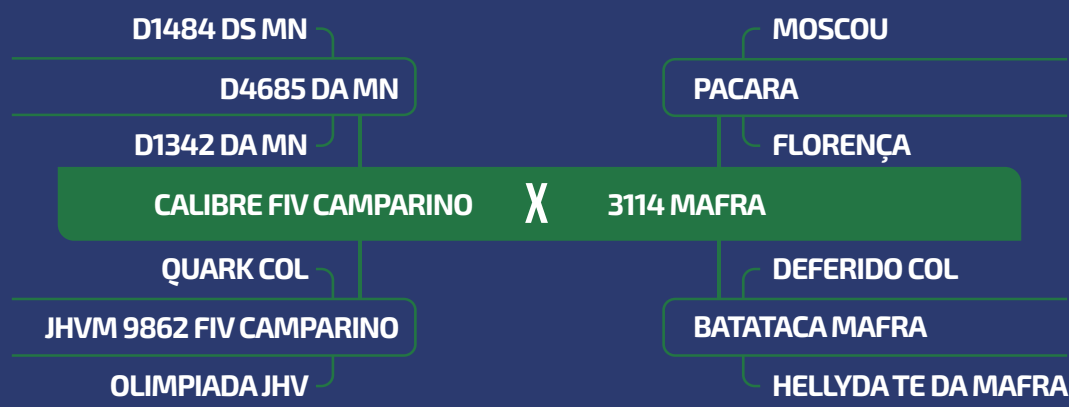 D1484 DS MN
MOSCOU
D4685 DA MN
PACARA
D1342 DA MN
FLORENÇA
CALIBRE FIV CAMPARINO X 3114 MAFRA
QUARK COL
DEFERIDO COL
JHVM 9862 FIV CAMPARINO
BATATACA MAFRA
OLIMPIADA JHV
HELLYDA TE DA MAFRA